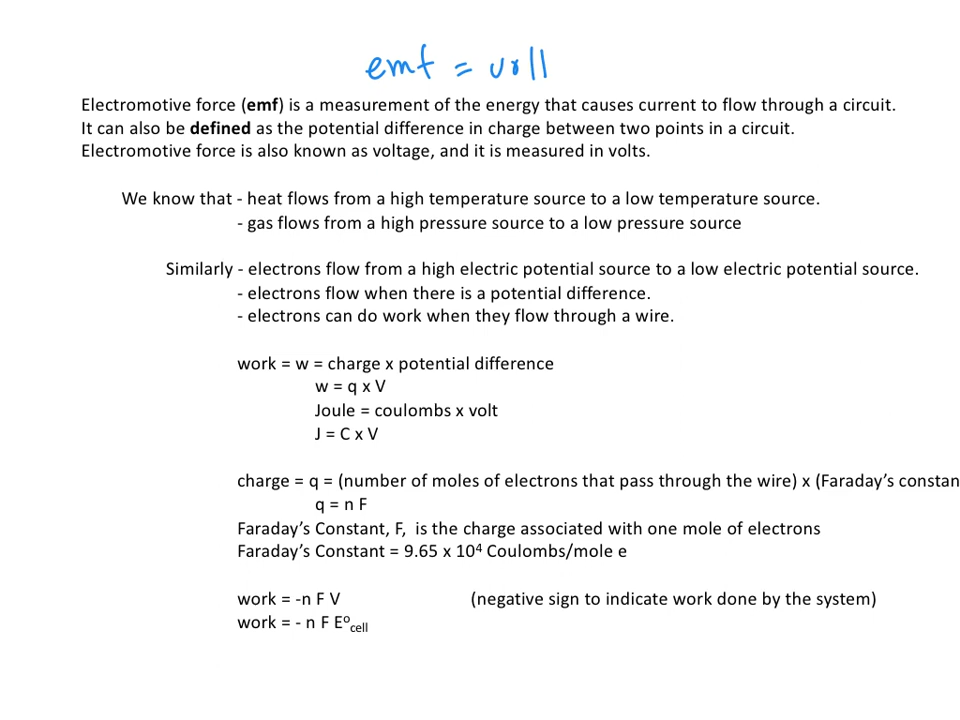 emf = voll
Electromotive force (emf) is a measurement of the energy that causes current to flow through a circuit.
It can also be defined as the potential difference in charge between two points in a circuit.
Electromotive force is also known as voltage, and it is measured in volts.
We know that - heat flows from a high temperature source to a low temperature source.
- gas flows from a high pressure source to a low pressure source
Similarly - electrons flow from a high electric potential source to a low electric potential source.
- electrons flow when there is a potential difference.
- electrons can do work when they flow through a wire.
work = w = charge x potential difference
w = q x V
Joule = coulombs x volt
J = C x V
charge = q = (number of moles of electrons that pass through the wire) x (Faraday's constan
q = n F
Faraday's Constant, F, is the charge associated with one mole of electrons
Faraday's Constant = 9.65 x 10⁴ Coulombs/mole e
work = -n F V (negative sign to indicate work done by the system)
work = - n F Eºcell